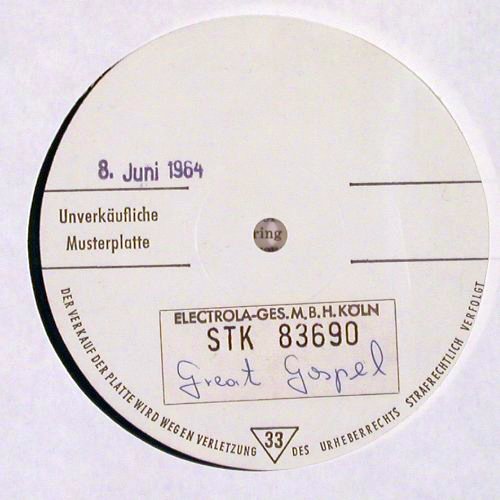 8. Juni 1964
Unverkäufliche
Musterplatte
ring
ELECTROLA-GES.M.B.H.KÖLN
STK 83690
Great Gospel
DER VERKAUF DER PLATTE WIRD WEGEN VERLETZUNG DES URHEBERRECHTS STRAFRECHTLICH VERFOLGT
33